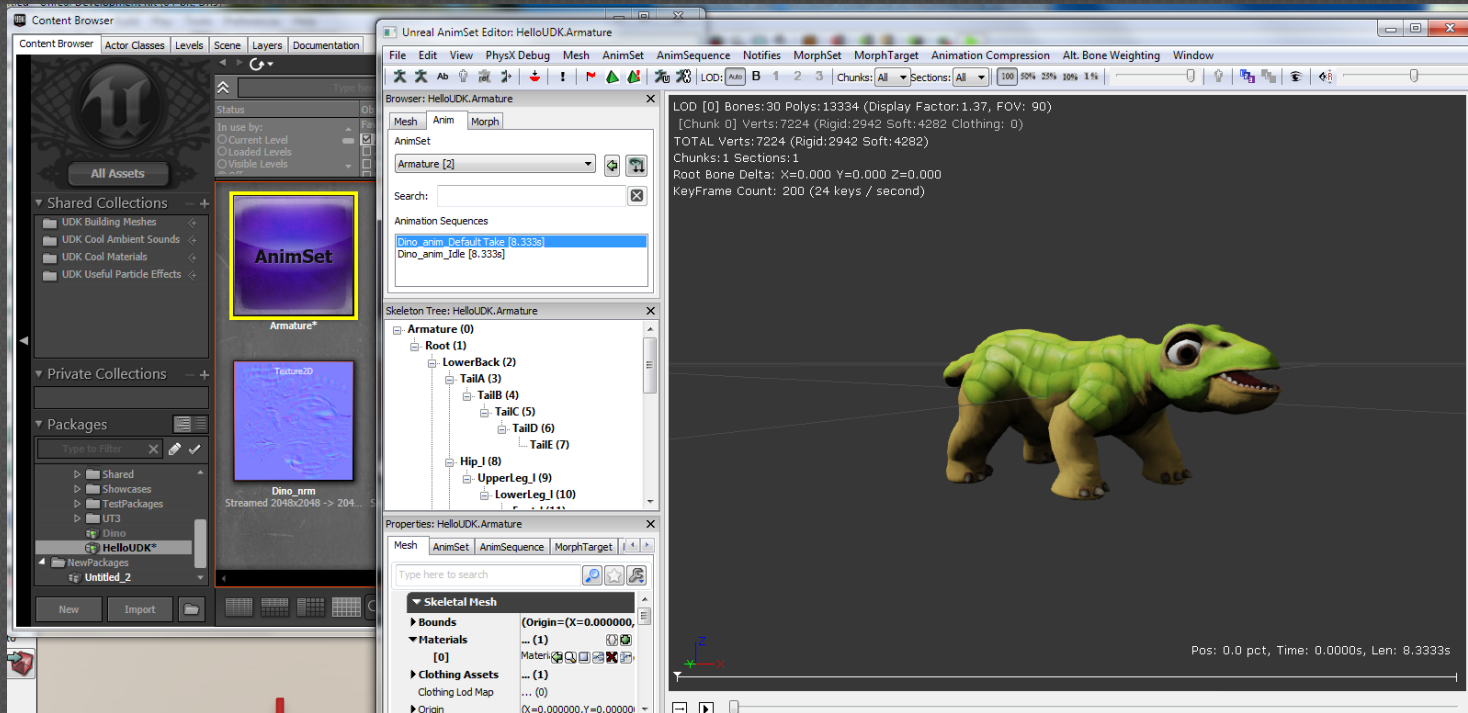 Content Browser
Content Browser Actor Classes Levels Scene Layers Documentation
All Assets
Shared Collections
UDK Building Meshes
UDK Cool Ambient Sounds
UDK Cool Materials
UDK Useful Particle Effects
Private Collections
Packages
Type to Filter
Shared
Showcases
TestPackages
UT3
Dino
HelloUDK*
NewPackages
Untitled_2
New Import
Type here
Status
In use by:
Current Level
Loaded Levels
Visible Levels
AnimSet
Armature*
Texture2D
Dino_nrm
Streamed 2048x2048 -> 204...
Unreal AnimSet Editor: HelloUDK.Armature
File Edit View PhysX Debug Mesh AnimSet AnimSequence Notifies MorphSet MorphTarget Animation Compression Alt. Bone Weighting Window
Ab LOD: Auto B 1 2 3 Chunks: All Sections: All 100 50% 25% 10% 1%
Browser: HelloUDK.Armature
Mesh Anim Morph
AnimSet
Armature [2]
Search:
Animation Sequences
Dino_anim_Default Take [8.333s]
Dino_anim_Idle [8.333s]
Skeleton Tree: HelloUDK.Armature
Armature (0)
Root (1)
LowerBack (2)
TailA (3)
TailB (4)
TailC (5)
TailD (6)
TailE (7)
Hip_l (8)
UpperLeg_l (9)
LowerLeg_l (10)
Properties: HelloUDK.Armature
Mesh AnimSet AnimSequence MorphTarget
Type here to search
Skeletal Mesh
Bounds (Origin=(X=0.000000,
Materials ... (1)
[0] Materi
Clothing Assets ... (1)
Clothing Lod Map ... (0)
Origin (X=0.000000,Y=0.00000
LOD [0] Bones:30 Polys:13334 (Display Factor:1.37, FOV: 90)
[Chunk 0] Verts:7224 (Rigid:2942 Soft:4282 Clothing: 0)
TOTAL Verts:7224 (Rigid:2942 Soft:4282)
Chunks:1 Sections:1
Root Bone Delta: X=0.000 Y=0.000 Z=0.000
KeyFrame Count: 200 (24 keys / second)
Z
Y X
Pos: 0.0 pct, Time: 0.0000s, Len: 8.3333s